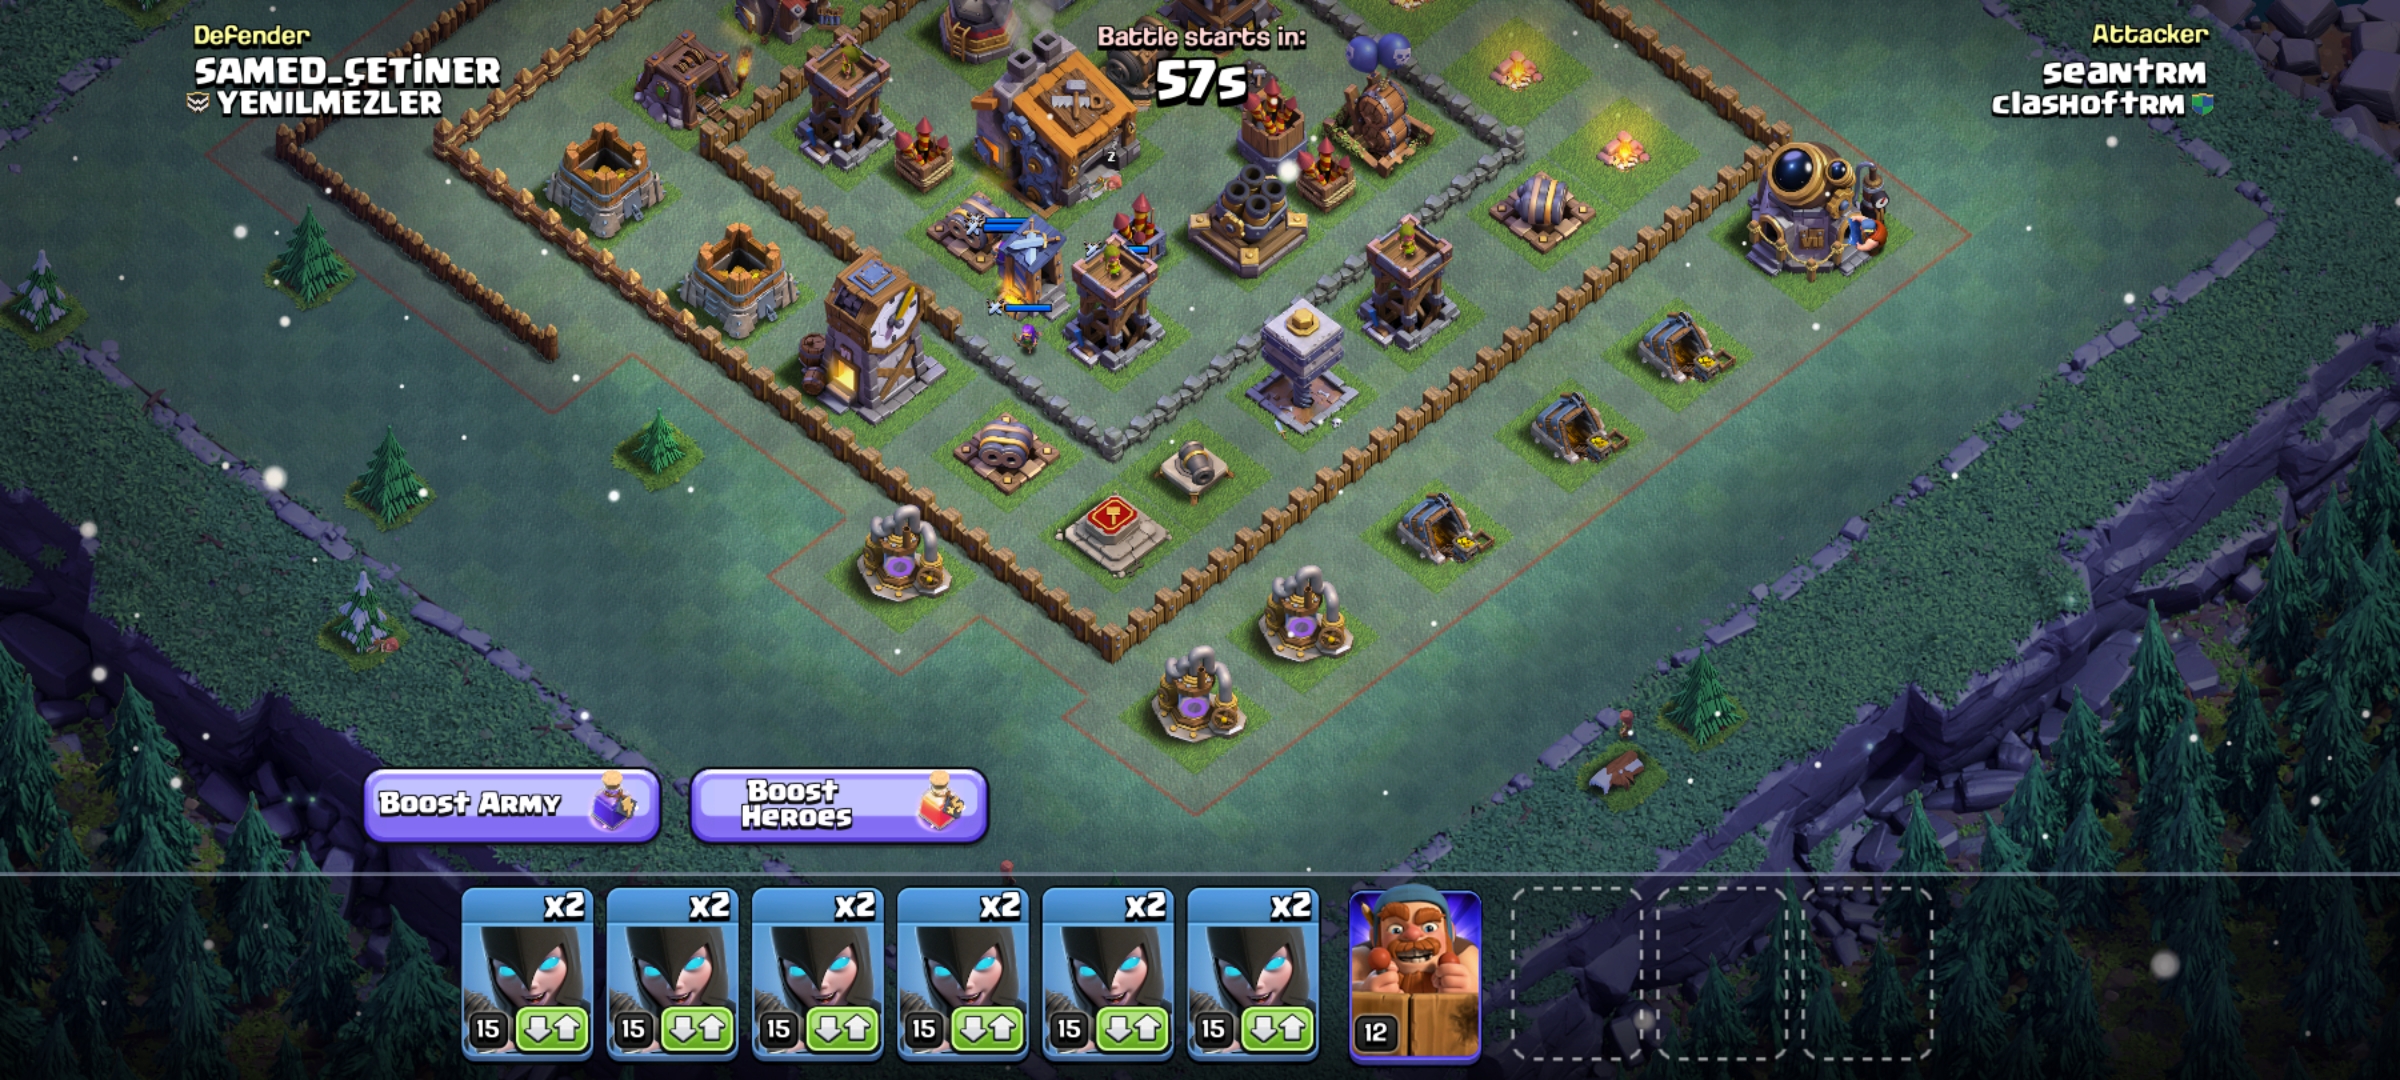 Defender
SAMED_ÇETİNER
YENILMEZLER
Battle starts in:
57s
Attacker
seantRM
clashoftRM
Boost Army
Boost
Heroes
x2
x2
x2
x2
x2
x2
15
15
15
15
15
15
12